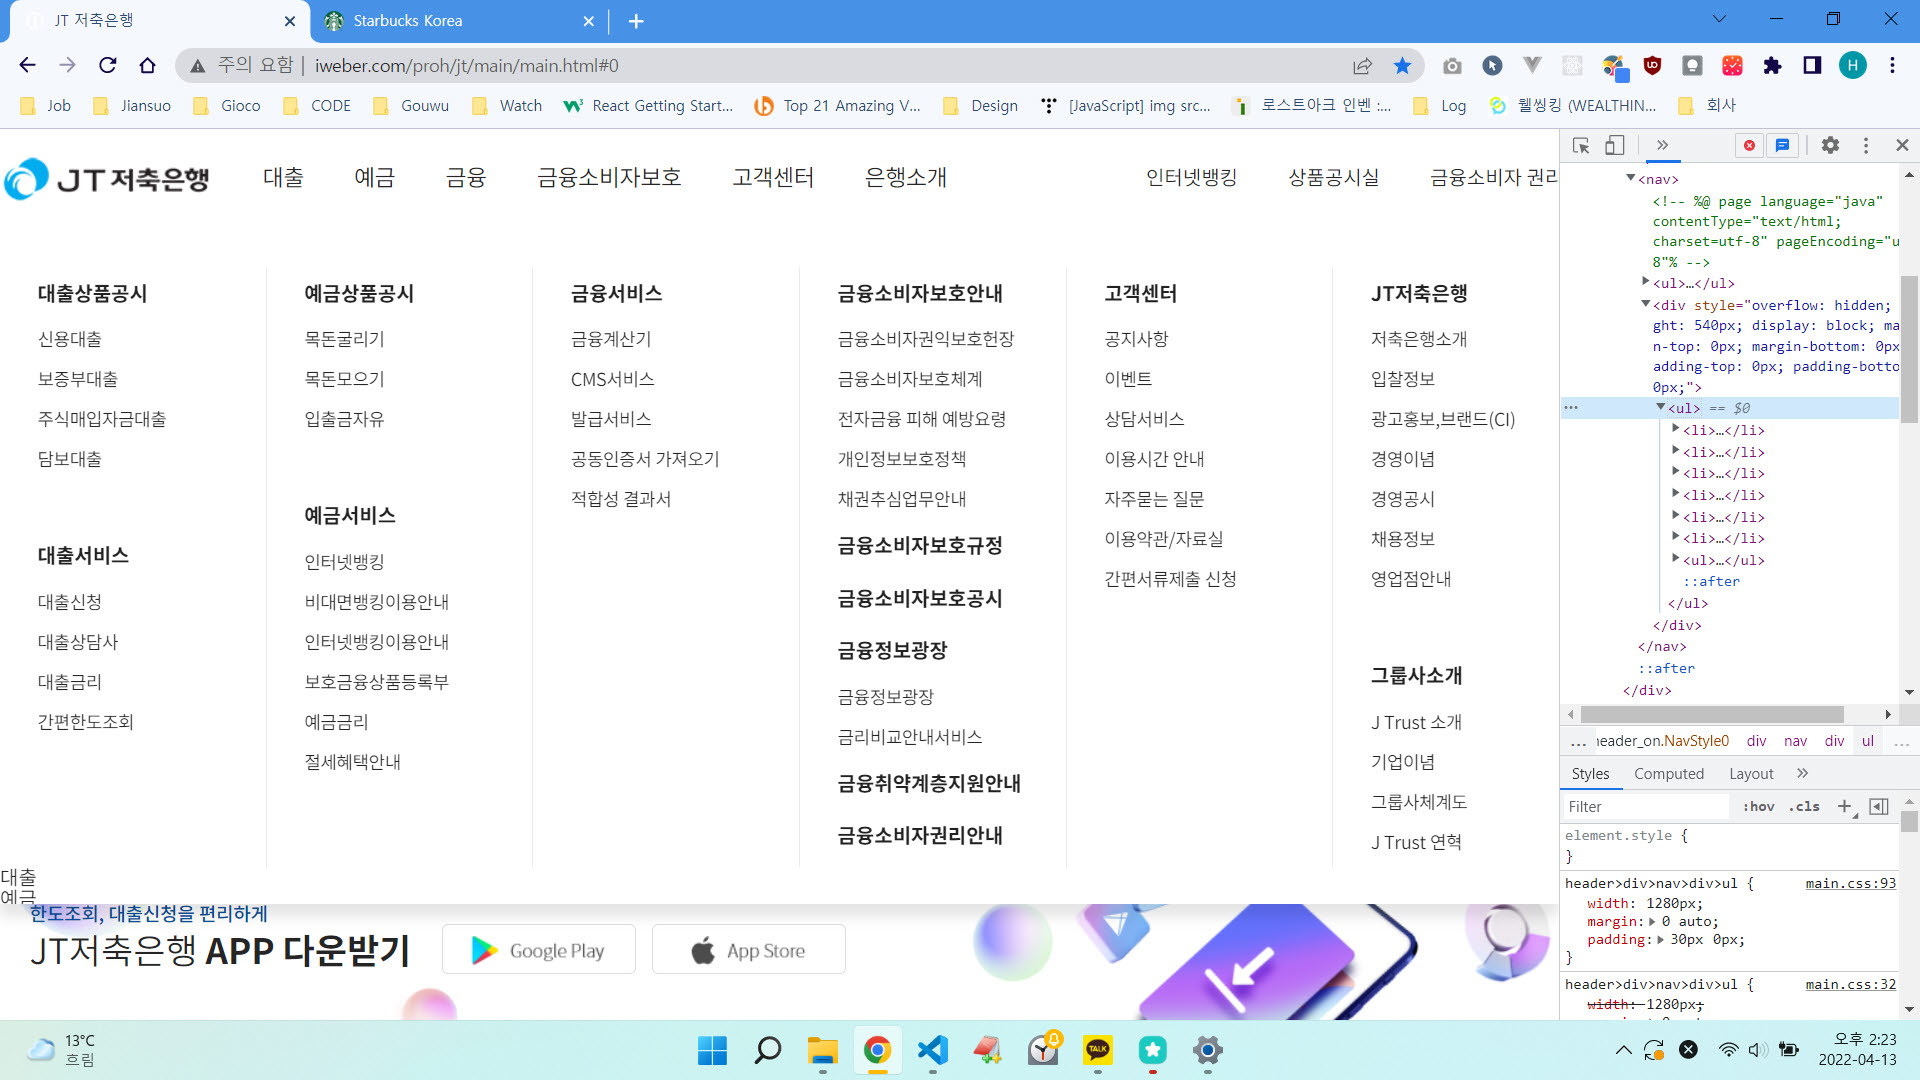 JT 저축은행
Starbucks Korea
주의 요함
iweber.com/proh/jt/main/main.html#0
H
Job
Jiansuo
Gioco
CODE
Gouwu
Watch
React Getting Start...
Top 21 Amazing V...
Design
[JavaScript] img src...
로스트아크 인벤 :...
Log
웰씽킹 (WEALTHIN...
회사
JT 저축은행
대출
예금
금융
금융소비자보호
고객센터
은행소개
인터넷뱅킹
상품공시실
금융소비자 권리
대출상품공시
신용대출
보증부대출
주식매입자금대출
담보대출
대출서비스
대출신청
대출상담사
대출금리
간편한도조회
예금상품공시
목돈굴리기
목돈모으기
입출금자유
예금서비스
인터넷뱅킹
비대면뱅킹이용안내
인터넷뱅킹이용안내
보호금융상품등록부
예금금리
절세혜택안내
금융서비스
금융계산기
CMS서비스
발급서비스
공동인증서 가져오기
적합성 결과서
금융소비자보호안내
금융소비자권익보호헌장
금융소비자보호체계
전자금융 피해 예방요령
개인정보보호정책
채권추심업무안내
금융소비자보호규정
금융소비자보호공시
금융정보광장
금융정보광장
금리비교안내서비스
금융취약계층지원안내
금융소비자권리안내
고객센터
공지사항
이벤트
상담서비스
이용시간 안내
자주묻는 질문
이용약관/자료실
간편서류제출 신청
JT저축은행
저축은행소개
입찰정보
광고홍보,브랜드(CI)
경영이념
경영공시
채용정보
영업점안내
그룹사소개
J Trust 소개
기업이념
그룹사체계도
J Trust 연혁
대출
예금
한도조회, 대출신청을 편리하게
JT저축은행 APP 다운받기
Google Play
App Store
<nav>
<!-- %@ page language="java"
contentType="text/html;
charset=utf-8" pageEncoding="u
8"% -->
<ul>…</ul>
<div style="overflow: hidden;
ght: 540px; display: block; ma
n-top: 0px; margin-bottom: 0px
adding-top: 0px; padding-botto
0px;">
<ul> == $0
<li>…</li>
<li>…</li>
<li>…</li>
<li>…</li>
<li>…</li>
<li>…</li>
<ul>…</ul>
::after
</ul>
</div>
</nav>
::after
</div>
... header_on.NavStyle0 div nav div ul ...
Styles
Computed
Layout
Filter
:hov .cls
element.style {
}
header>div>nav>div>ul { main.css:93
width: 1280px;
margin: 0 auto;
padding: 30px 0px;
}
header>div>nav>div>ul { main.css:32
width: 1280px;
13°C
흐림
TALK
오후 2:23
2022-04-13